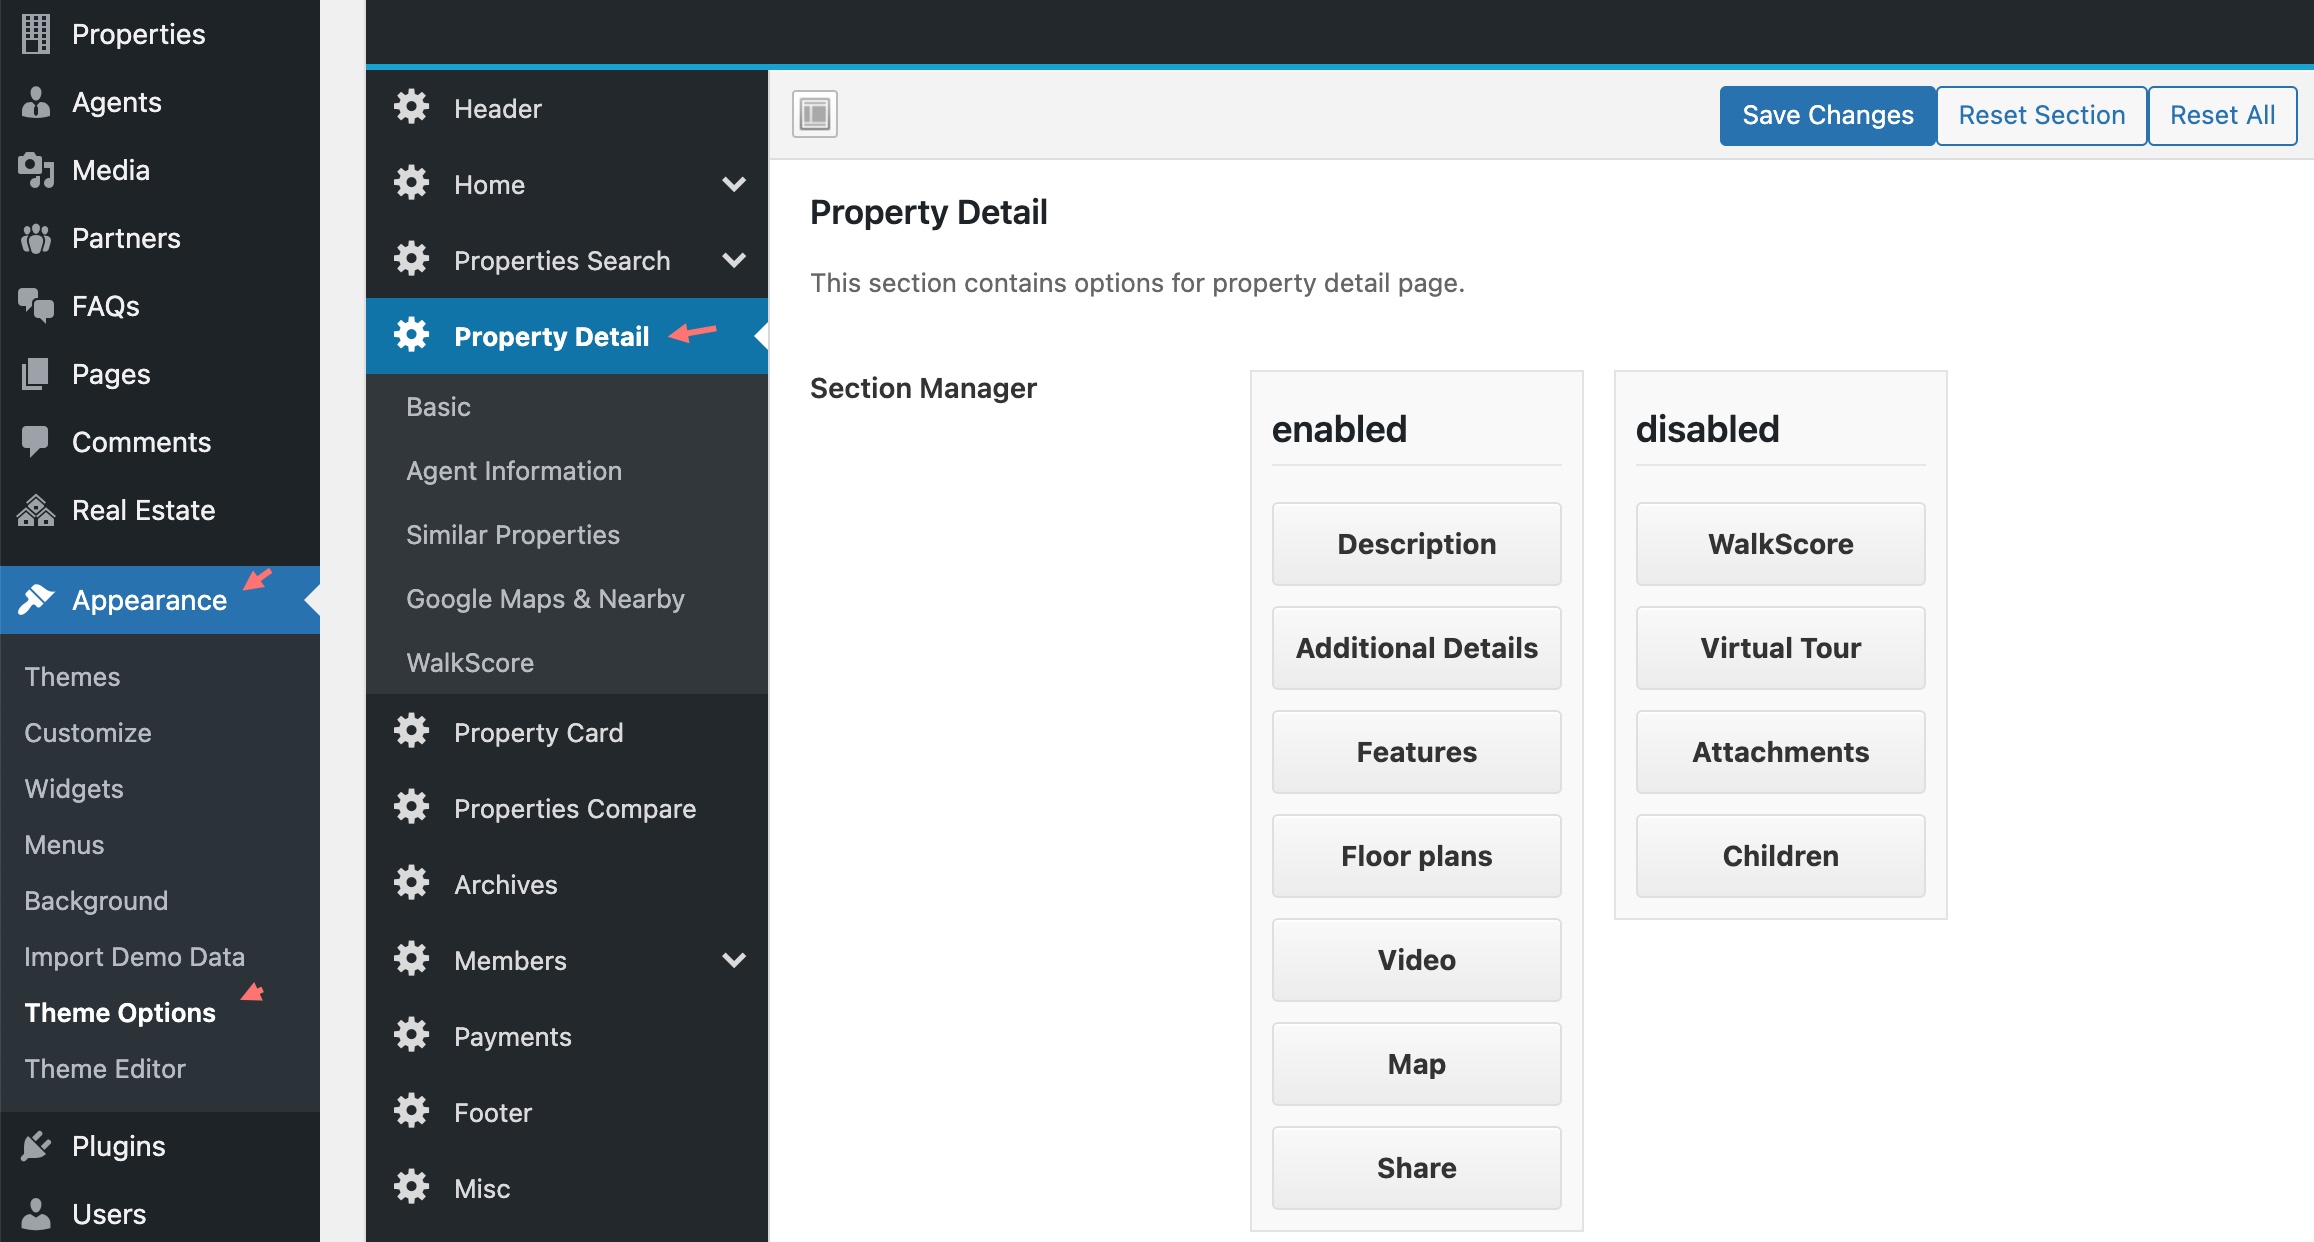 Properties
Agents
Media
Partners
FAQs
Pages
Comments
Real Estate
Appearance
Themes
Customize
Widgets
Menus
Background
Import Demo Data
Theme Options
Theme Editor
Plugins
Users
Header
Home
Properties Search
Property Detail
Basic
Agent Information
Similar Properties
Google Maps & Nearby
WalkScore
Property Card
Properties Compare
Archives
Members
Payments
Footer
Misc
Save Changes
Reset Section
Reset All
Property Detail
This section contains options for property detail page.
Section Manager
enabled
Description
Additional Details
Features
Floor plans
Video
Map
Share
disabled
WalkScore
Virtual Tour
Attachments
Children